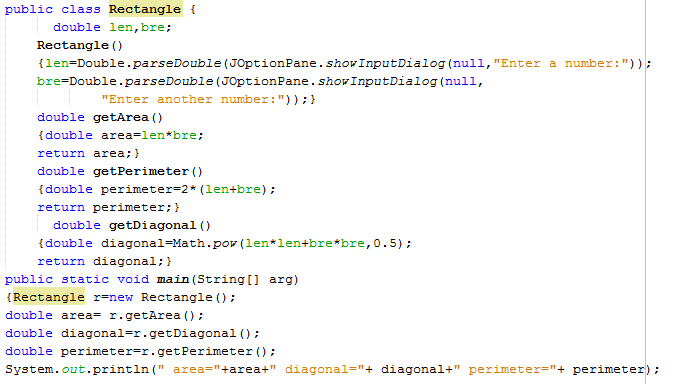 public class Rectangle {
double len,bre;
Rectangle()
{len=Double.parseDouble(JOptionPane.showInputDialog(null,"Enter a number:"));
bre=Double.parseDouble(JOptionPane.showInputDialog(null,
"Enter another number:"));}
double getArea()
{double area=len*bre;
return area;}
double getPerimeter()
{double perimeter=2*(len+bre);
return perimeter;}
double getDiagonal()
{double diagonal=Math.pow(len*len+bre*bre,0.5);
return diagonal;}
public static void main(String[] arg)
{Rectangle r=new Rectangle();
double area= r.getArea();
double diagonal=r.getDiagonal();
double perimeter=r.getPerimeter();
System.out.println(" area="+area+" diagonal="+ diagonal+" perimeter="+ perimeter);